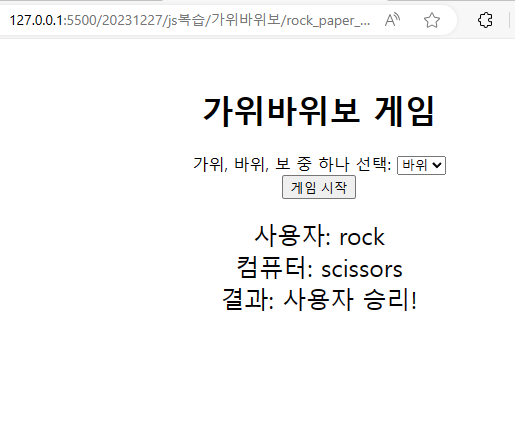 127.0.0.1:5500/20231227/js복습/가위바위보/rock_paper_...
가위바위보 게임
가위, 바위, 보 중 하나 선택: 바위
게임 시작
사용자: rock
컴퓨터: scissors
결과: 사용자 승리!